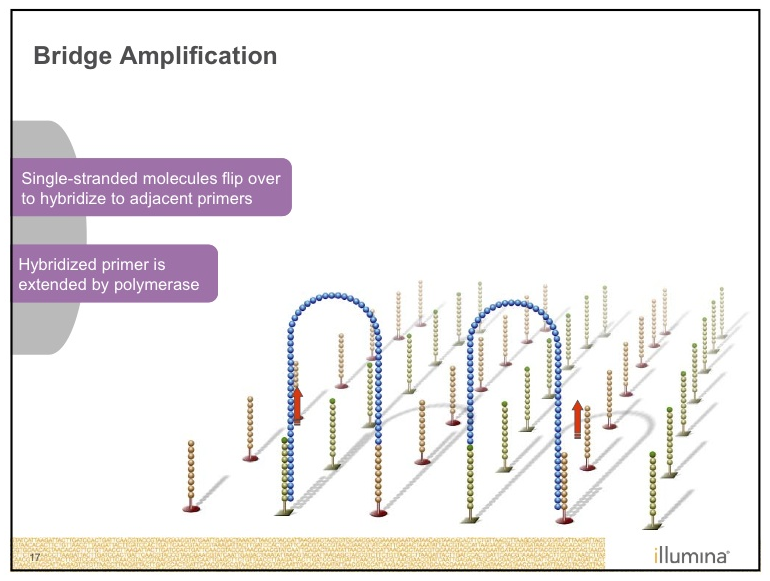 Bridge Amplification
Single-stranded molecules flip over
to hybridize to adjacent primers
Hybridized primer is
extended by polymerase
17
illumina®